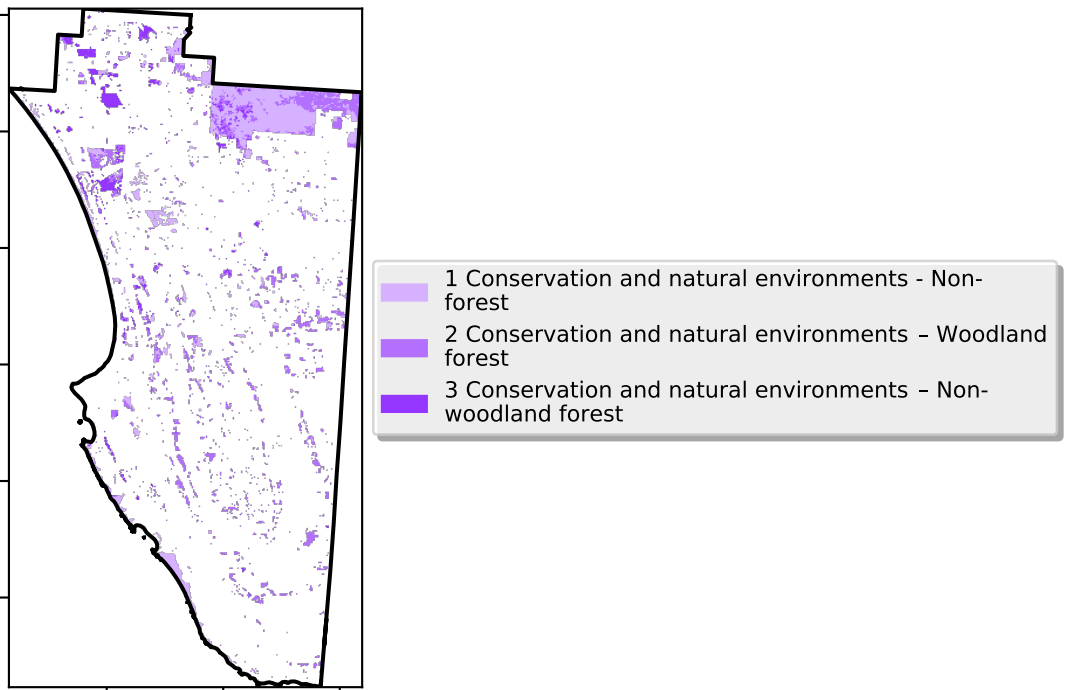 1 Conservation and natural environments - Non-
forest
2 Conservation and natural environments – Woodland
forest
3 Conservation and natural environments – Non-
woodland forest